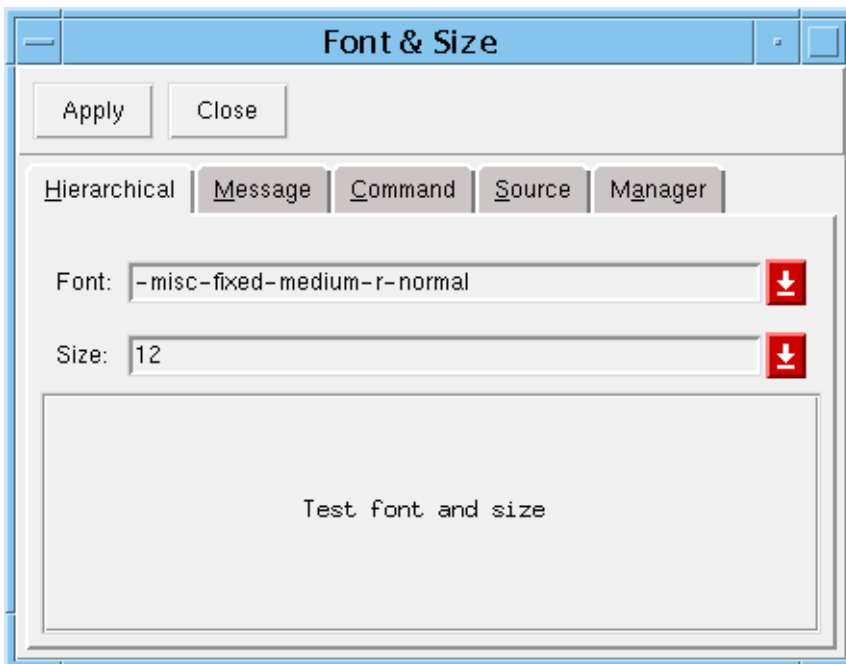 Font & Size
Apply Close
Hierarchical Message Command Source Manager
Font: -misc-fixed-medium-r-normal
Size: 12
Test font and size